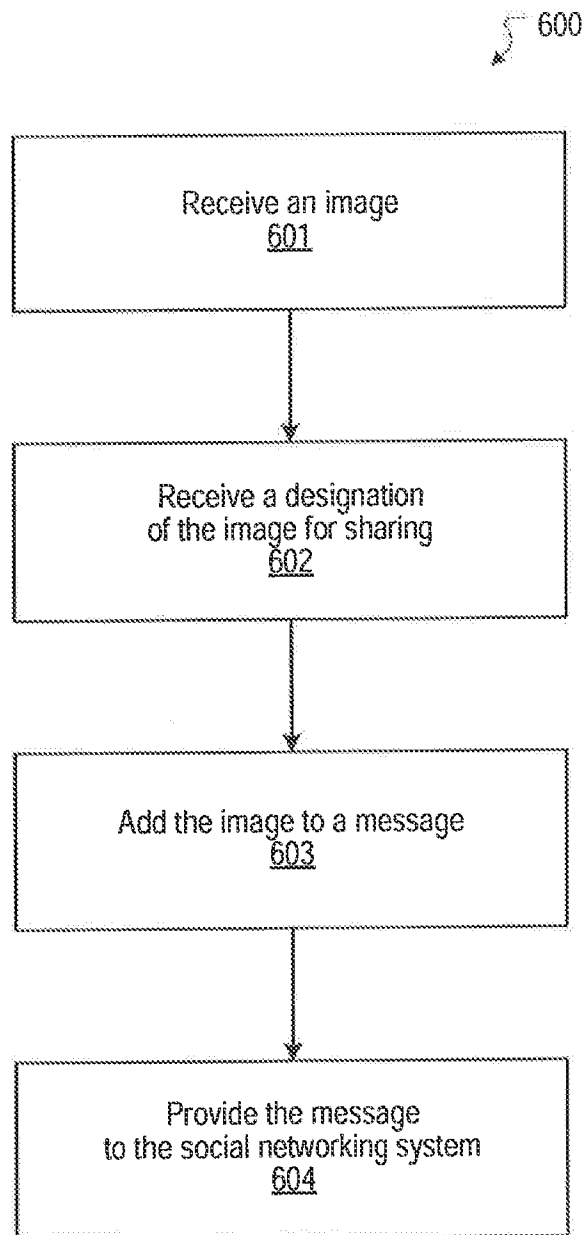 600
Receive an image
601
Receive a designation
of the image for sharing
602
Add the image to a message
603
Provide the message
to the social networking system
604